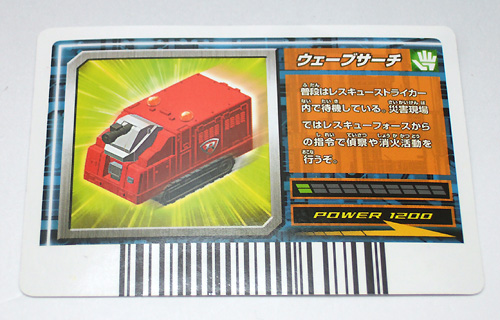 ウェーブサーチ
普段はレスキューストライカー
内で待機している。災害現場
ではレスキューフォースから
の指令で偵察や消火活動を
行うぞ。
POWER 1200